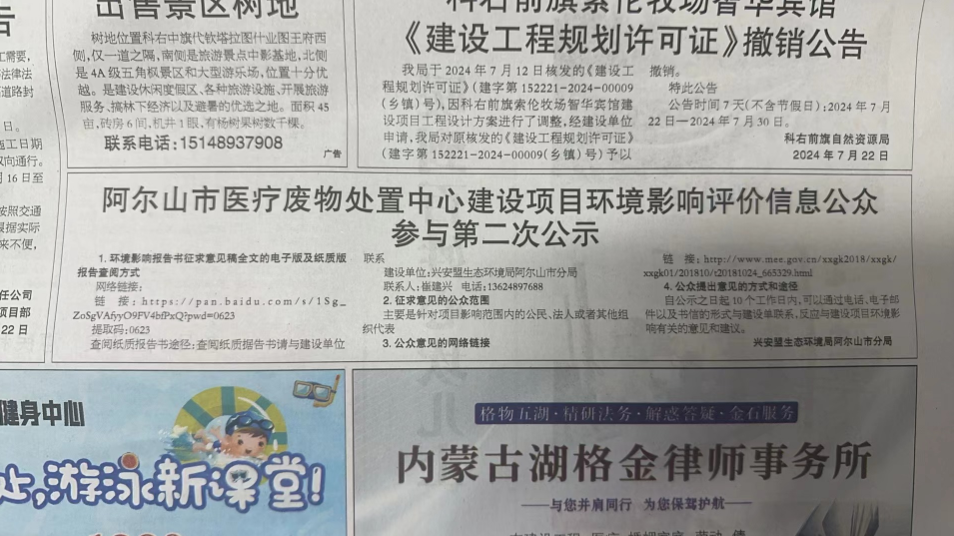 告
工需要,
法律法
道路封
日。
施工日期
双向通行。
月16日至
按照交通
根据实际
来不便,
任公司
项目部
22日
出售景区树地
树地位置科右中旗代钦塔拉图什业图王府西
侧,仅一道之隔,南侧是旅游景点中影基地,北侧
是4A级五角枫景区和大型游乐场,位置十分优
越。是建设休闲度假区、各种旅游设施、开展旅游
服务、搞林下经济以及避暑的优选之地。面积45
亩,砖房6间,机井1眼,有杨树果树数千棵。
联系电话:15148937908
广告
科右前旗索伦牧场智华宾馆
《建设工程规划许可证》撤销公告
我局于2024年7月12日核发的《建设工
程规划许可证》(建字第152221-2024-00009
(乡镇)号),因科右前旗索伦牧场智华宾馆建
设项目工程设计方案进行了调整,经建设单位
申请,我局对原核发的《建设工程规划许可证》
(建字第152221-2024-00009(乡镇)号)予以
撤销。
特此公告
公告时间7天(不含节假日):2024年7月
22日—2024年7月30日。
科右前旗自然资源局
2024年7月22日
阿尔山市医疗废物处置中心建设项目环境影响评价信息公众
参与第二次公示
1.环境影响报告书征求意见稿全文的电子版及纸质版
报告查阅方式
网络链接:
链接:https://pan.baidu.com/s/1Sg_
ZoSgVAfyyO9FV4bfPxQ?pwd=0623
提取码:0623
查阅纸质报告书途径:查阅纸质据告书请与建设单位
联系
建设单位:兴安盟生态环境局阿尔山市分局
联系人:崔建兴 电话:13624897688
2.征求意见的公众范围
主要是针对项目影响范围内的公民、法人或者其他组
织代表
3.公众意见的网络链接
链接:http://www.mee.gov.cn/xxgk2018/xxgk/
xxgk01/201810/t20181024_665329.html
4.公众提出意见的方式和途径
自公示之日起10个工作日内,可以通过电话、电子邮
件以及书信的形式与建设单联系,反应与建设项目环境影
响有关的意见和建议。
兴安盟生态环境局阿尔山市分局
健身中心
处,游泳新课堂!
格物五湖·精研法务·解惑答疑·金石服务
内蒙古湖格金律师事务所
——与您并肩同行 为您保驾护航——